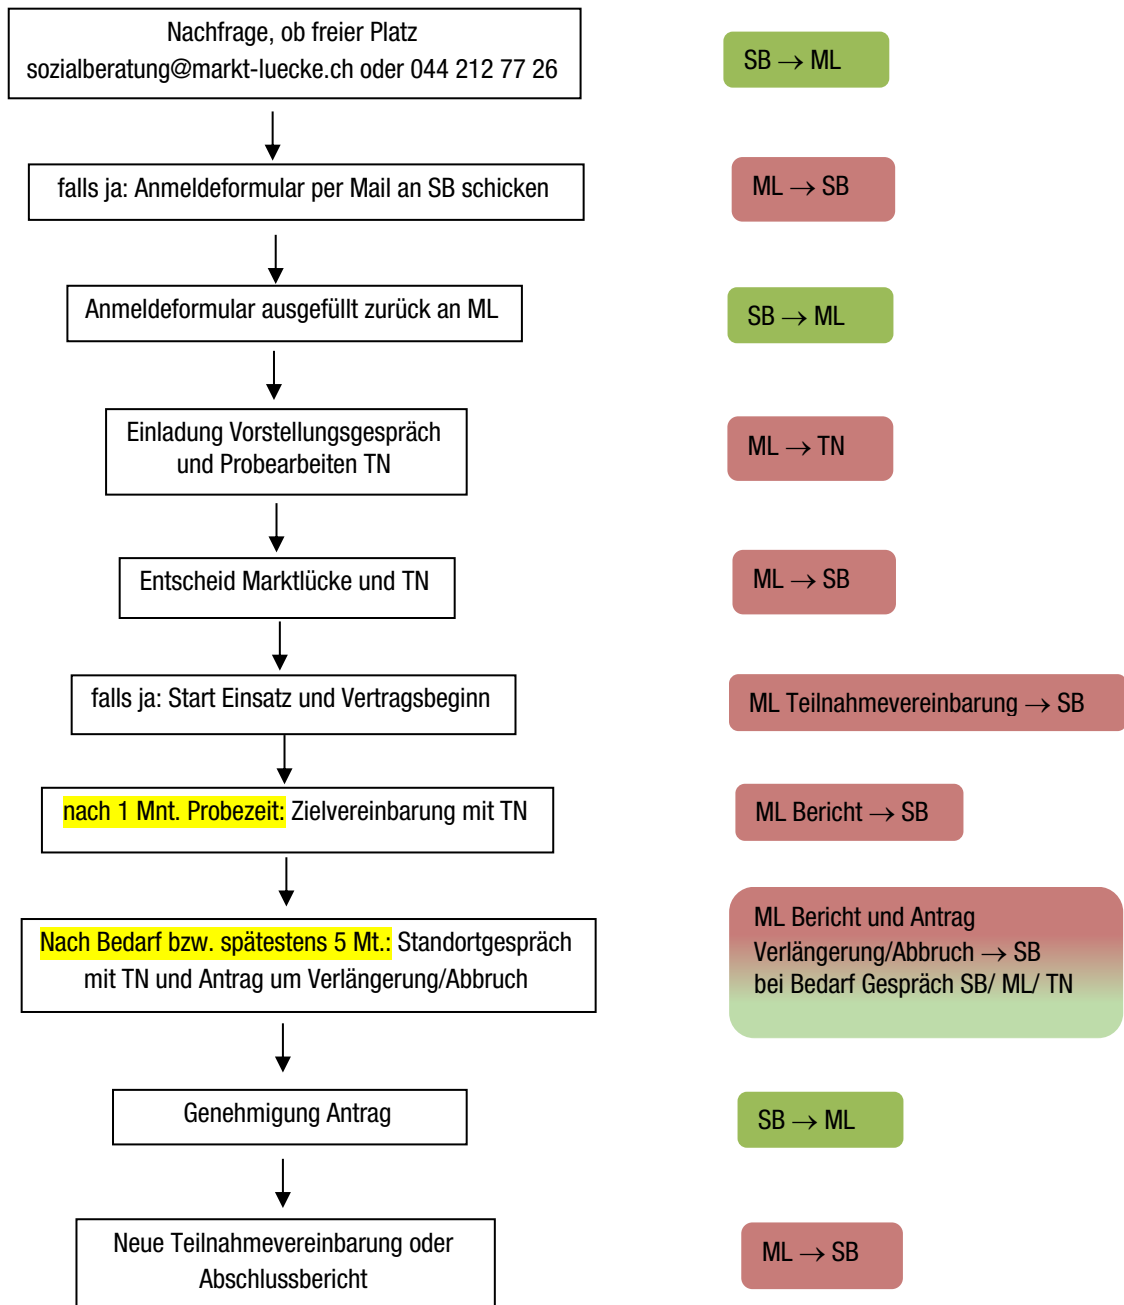 Nachfrage, ob freier Platz
sozialberatung@markt-luecke.ch oder 044 212 77 26
SB → ML
falls ja: Anmeldeformular per Mail an SB schicken
ML → SB
Anmeldeformular ausgefüllt zurück an ML
SB → ML
Einladung Vorstellungsgespräch
und Probearbeiten TN
ML → TN
Entscheid Marktlücke und TN
ML → SB
falls ja: Start Einsatz und Vertragsbeginn
ML Teilnahmevereinbarung → SB
nach 1 Mnt. Probezeit: Zielvereinbarung mit TN
ML Bericht → SB
Nach Bedarf bzw. spätestens 5 Mt.: Standortgespräch
mit TN und Antrag um Verlängerung/Abbruch
ML Bericht und Antrag
Verlängerung/Abbruch → SB
bei Bedarf Gespräch SB/ ML/ TN
Genehmigung Antrag
SB → ML
Neue Teilnahmevereinbarung oder
Abschlussbericht
ML → SB